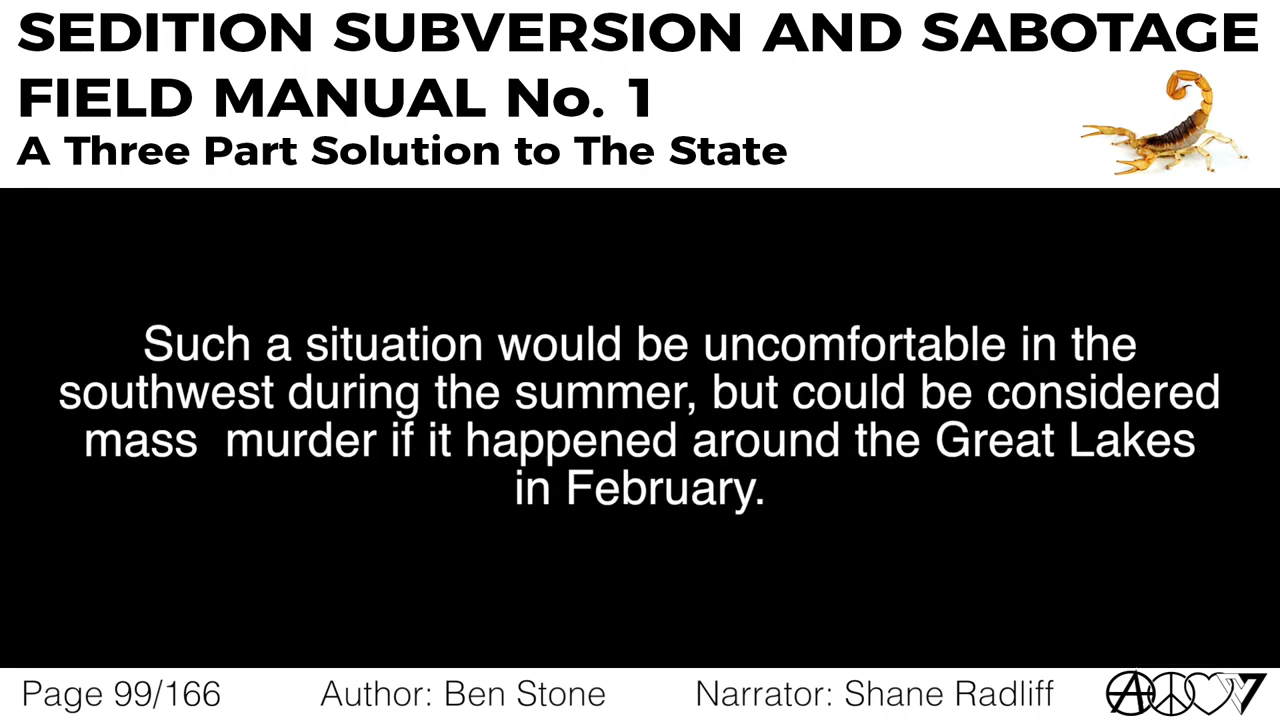 SEDITION SUBVERSION AND SABOTAGE
FIELD MANUAL No. 1
A Three Part Solution to The State
Such a situation would be uncomfortable in the
southwest during the summer, but could be considered
mass  murder if it happened around the Great Lakes
in February.
Page 99/166
Author: Ben Stone
Narrator: Shane Radliff